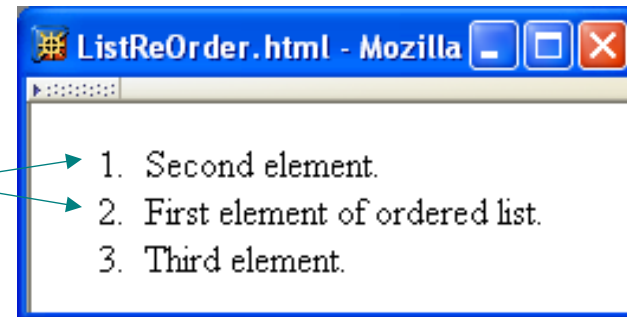 ListReOrder.html - Mozilla
1. Second element.
2. First element of ordered list.
3. Third element.